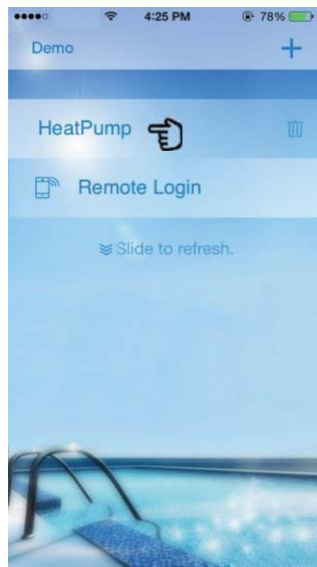 4:25 PM
78%
Demo
HeatPump
Remote Login
Slide to refresh.